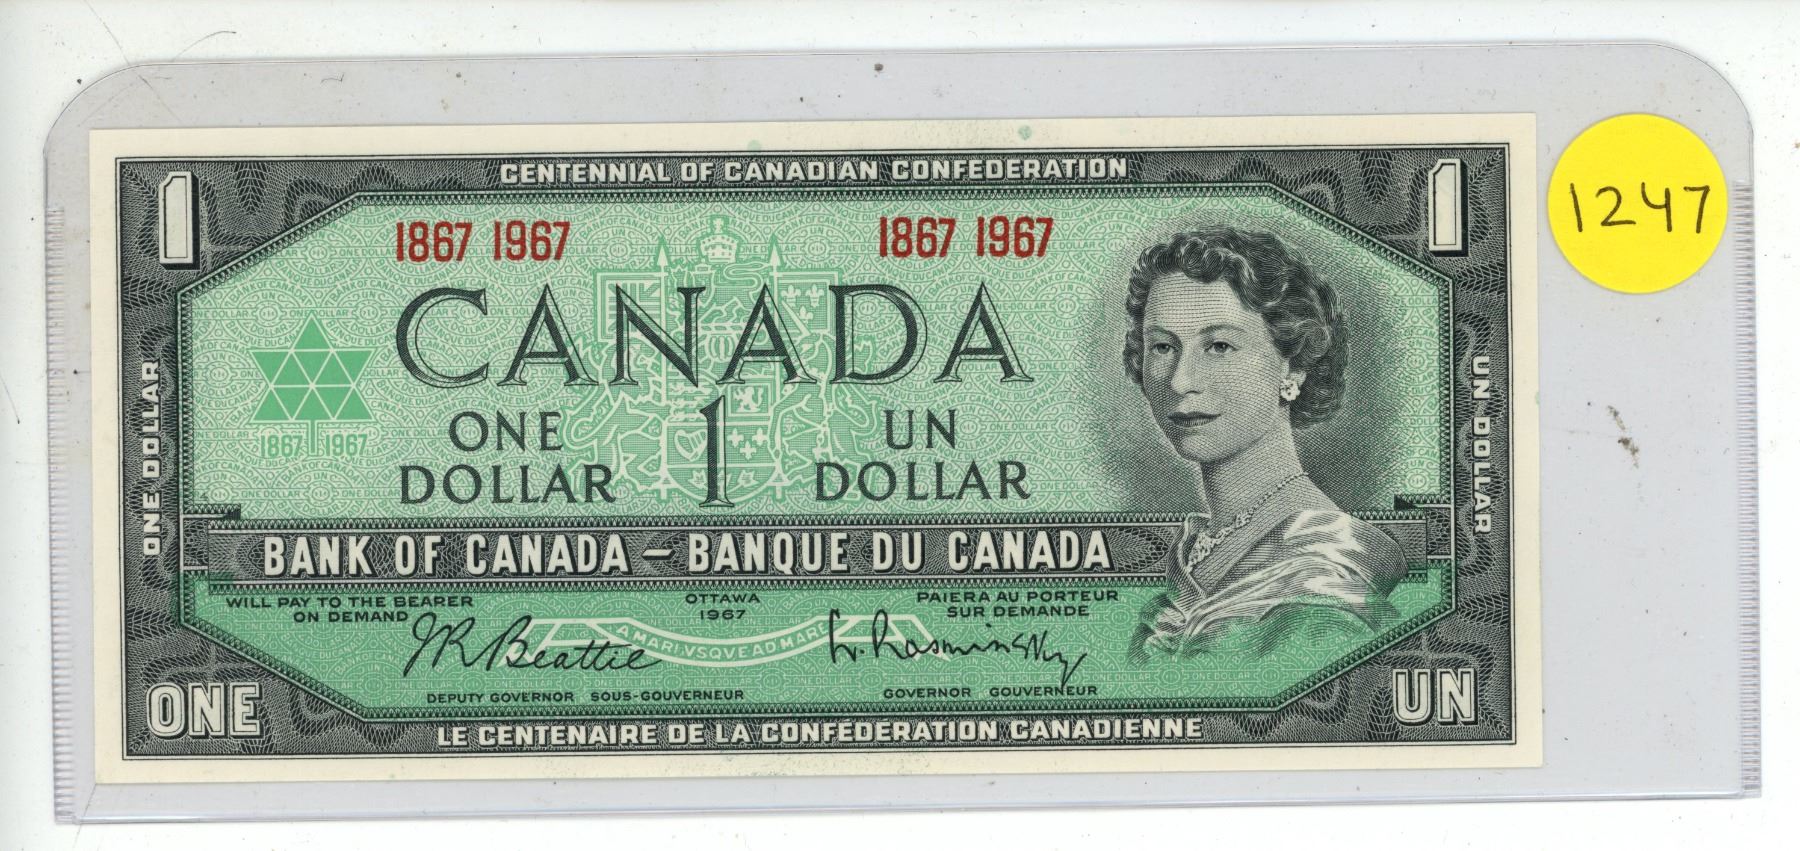 CENTENNIAL OF CANADIAN CONFEDERATION
1 1
1867 1967 1867 1967
1247
CANADA
1867 1967
ONE DOLLAR
UN DOLLAR
ONE
DOLLAR
1
UN
DOLLAR
BANK OF CANADA – BANQUE DU CANADA
WILL PAY TO THE BEARER
ON DEMAND
OTTAWA
1967
PAIERA AU PORTEUR
SUR DEMANDE
A MARI VSQVE AD MARE
JR Beattie
L. Rasminsky
DEPUTY GOVERNOR SOUS-GOUVERNEUR
GOVERNOR GOUVERNEUR
ONE
UN
LE CENTENAIRE DE LA CONFÉDÉRATION CANADIENNE